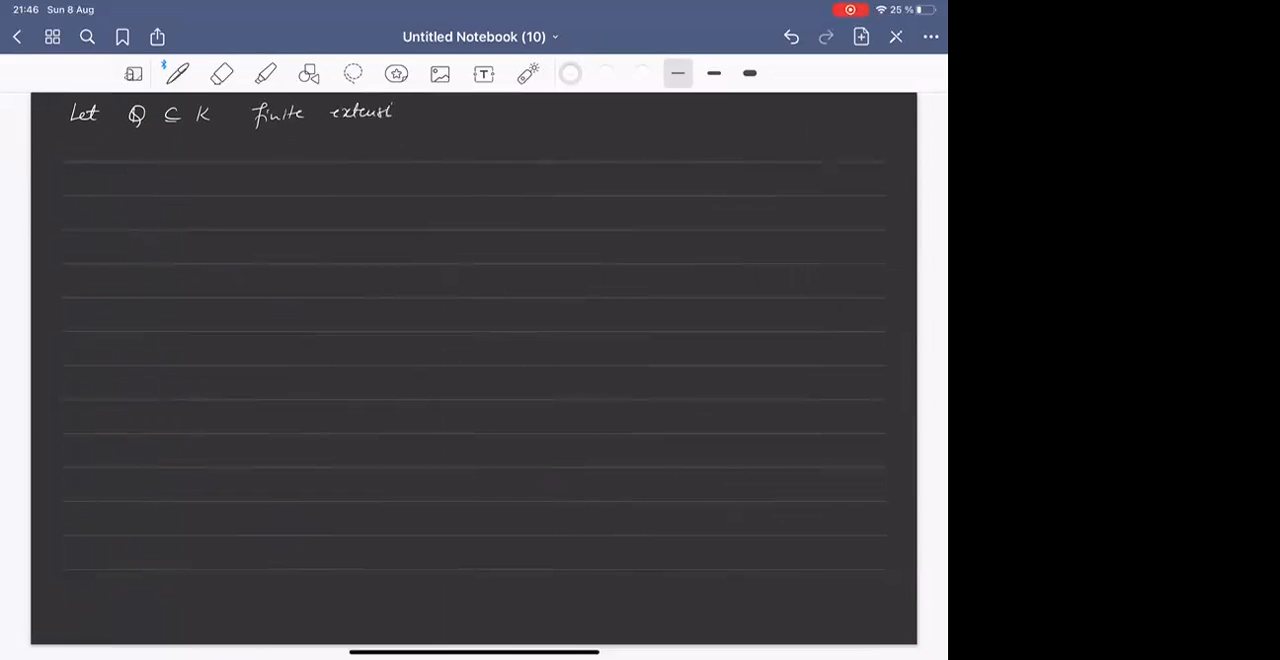 21:46 Sun 8 Aug 25 %
Untitled Notebook (10)
T
Let ℚ ⊆ K finite extensi